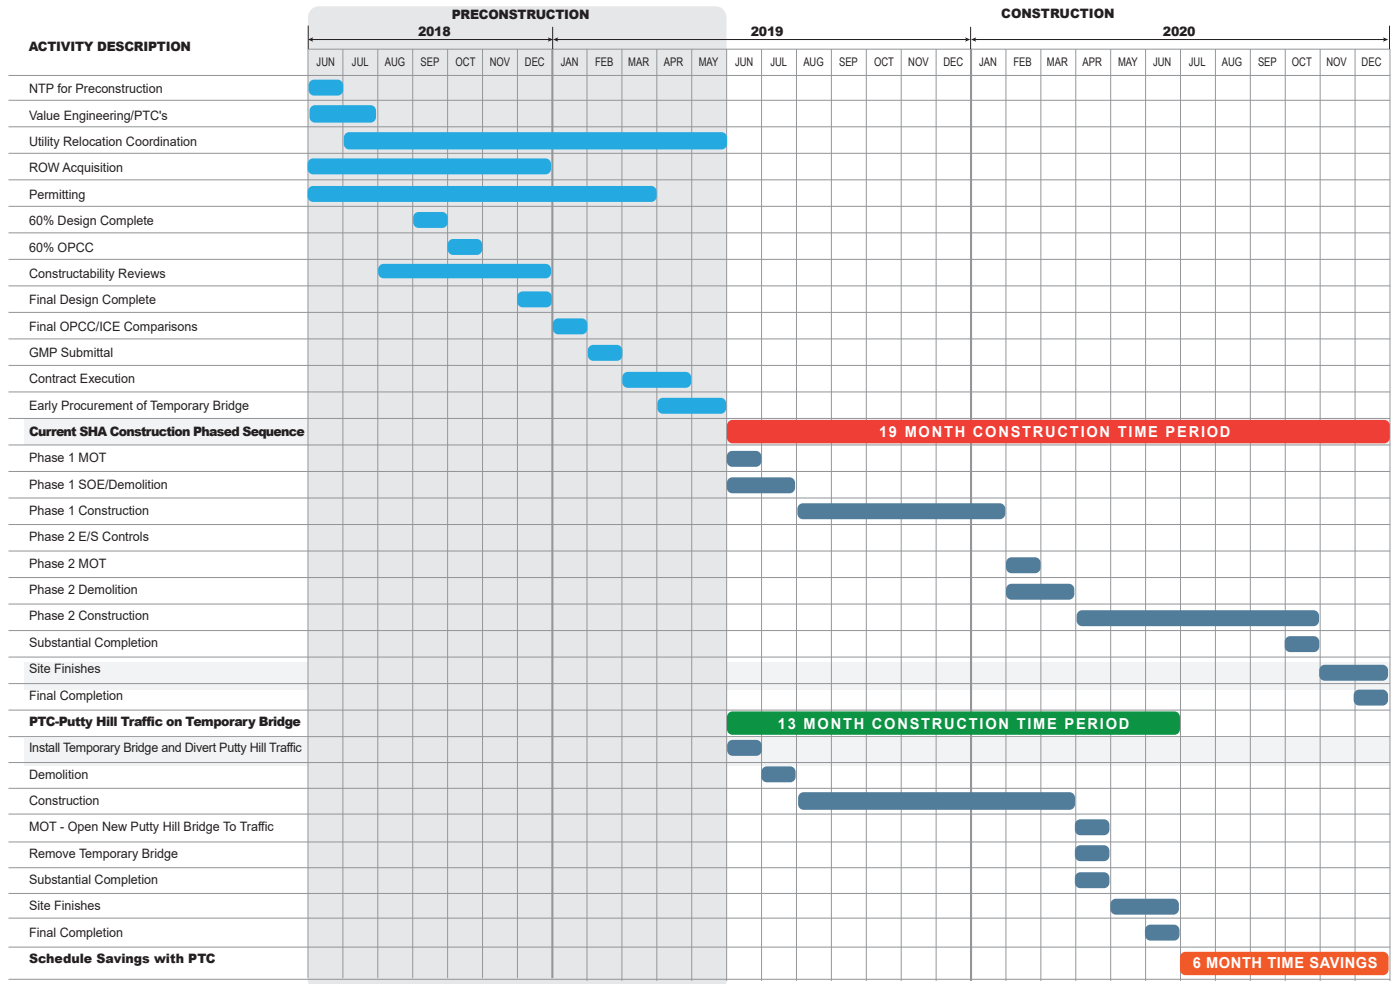 PRECONSTRUCTION CONSTRUCTION
2018 2019 2020
ACTIVITY DESCRIPTION
JUN JUL AUG SEP OCT NOV DEC JAN FEB MAR APR MAY JUN JUL AUG SEP OCT NOV DEC JAN FEB MAR APR MAY JUN JUL AUG SEP OCT NOV DEC
NTP for Preconstruction
Value Engineering/PTC's
Utility Relocation Coordination
ROW Acquisition
Permitting
60% Design Complete
60% OPCC
Constructability Reviews
Final Design Complete
Final OPCC/ICE Comparisons
GMP Submittal
Contract Execution
Early Procurement of Temporary Bridge
Current SHA Construction Phased Sequence 19 MONTH CONSTRUCTION TIME PERIOD
Phase 1 MOT
Phase 1 SOE/Demolition
Phase 1 Construction
Phase 2 E/S Controls
Phase 2 MOT
Phase 2 Demolition
Phase 2 Construction
Substantial Completion
Site Finishes
Final Completion
PTC-Putty Hill Traffic on Temporary Bridge 13 MONTH CONSTRUCTION TIME PERIOD
Install Temporary Bridge and Divert Putty Hill Traffic
Demolition
Construction
MOT - Open New Putty Hill Bridge To Traffic
Remove Temporary Bridge
Substantial Completion
Site Finishes
Final Completion
Schedule Savings with PTC 6 MONTH TIME SAVINGS